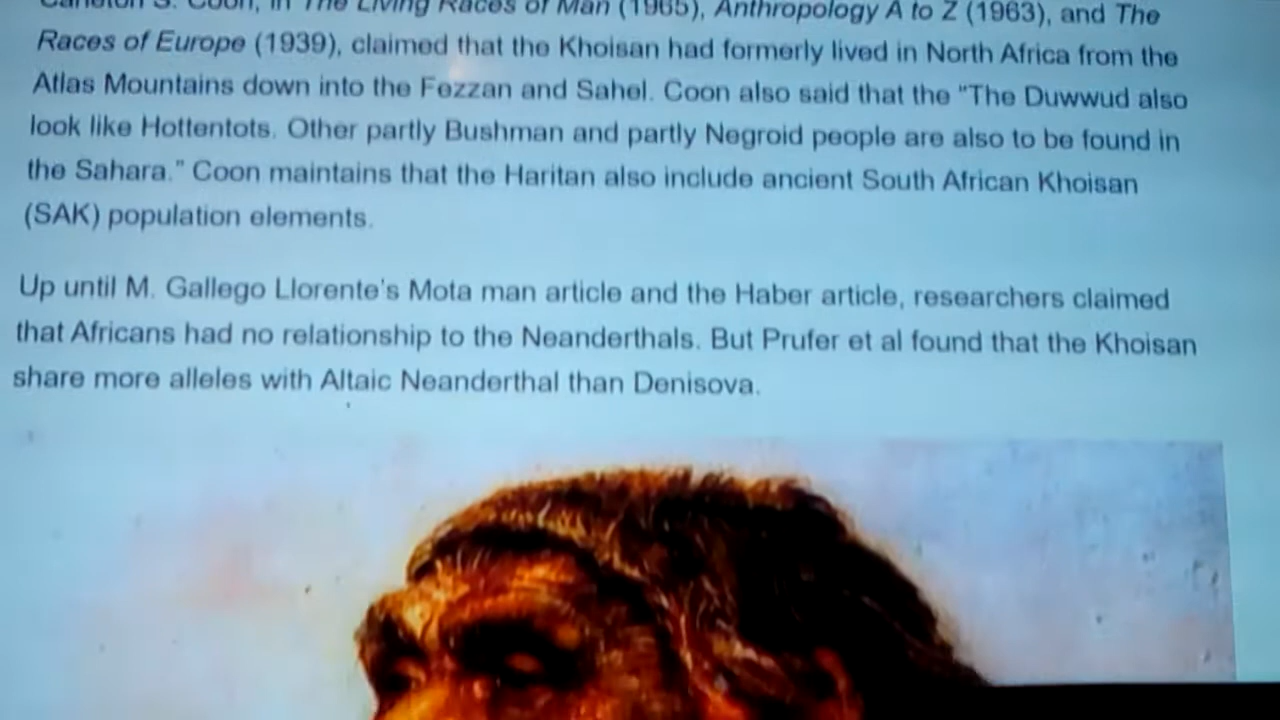 Carleton S. Coon, in The Living Races of Man (1965), Anthropology A to Z (1963), and The
Races of Europe (1939), claimed that the Khoisan had formerly lived in North Africa from the
Atlas Mountains down into the Fezzan and Sahel. Coon also said that the "The Duwwud also
look like Hottentots. Other partly Bushman and partly Negroid people are also to be found in
the Sahara." Coon maintains that the Haritan also include ancient South African Khoisan
(SAK) population elements.
Up until M. Gallego Llorente's Mota man article and the Haber article, researchers claimed
that Africans had no relationship to the Neanderthals. But Prufer et al found that the Khoisan
share more alleles with Altaic Neanderthal than Denisova.